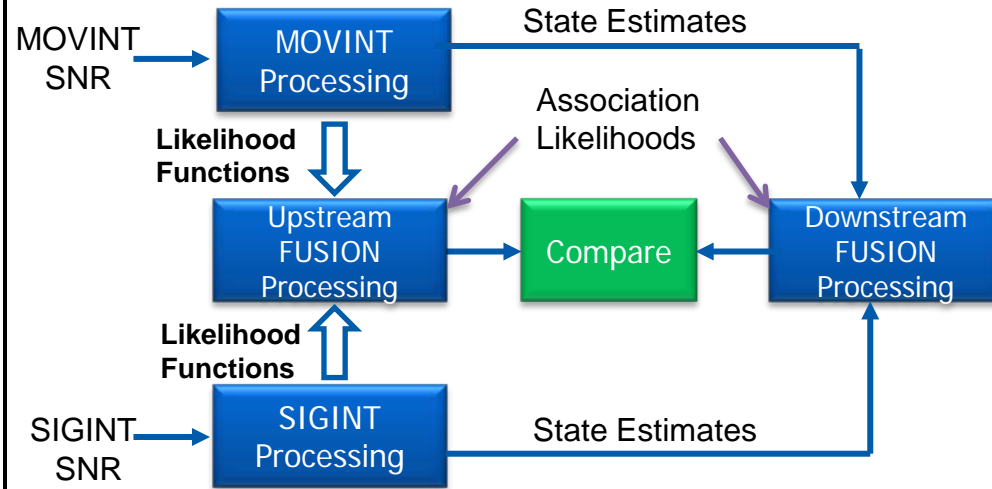 MOVINT
SNR
MOVINT
Processing
State Estimates
Likelihood
Functions
Association
Likelihoods
Upstream
FUSION
Processing
Compare
Downstream
FUSION
Processing
Likelihood
Functions
SIGINT
SNR
SIGINT
Processing
State Estimates